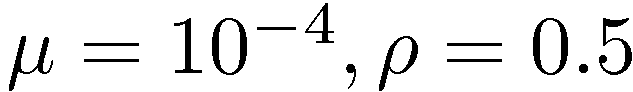 μ = 10⁻⁴, ρ = 0.5